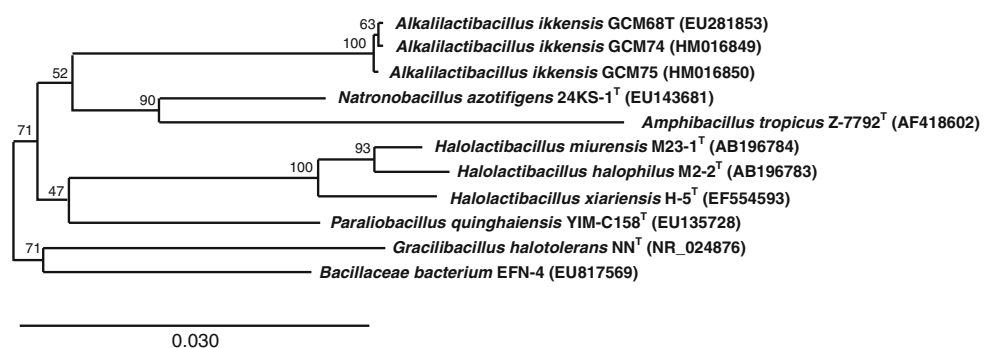 63 Alkalilactibacillus ikkensis GCM68T (EU281853)
100 Alkalilactibacillus ikkensis GCM74 (HM016849)
Alkalilactibacillus ikkensis GCM75 (HM016850)
52
90 Natronobacillus azotifigens 24KS-1ᵀ (EU143681)
Amphibacillus tropicus Z-7792ᵀ (AF418602)
71
93 Halolactibacillus miurensis M23-1ᵀ (AB196784)
100 Halolactibacillus halophilus M2-2ᵀ (AB196783)
47 Halolactibacillus xiariensis H-5ᵀ (EF554593)
Paraliobacillus quinghaiensis YIM-C158ᵀ (EU135728)
71 Gracilibacillus halotolerans NNᵀ (NR_024876)
Bacillaceae bacterium EFN-4 (EU817569)
0.030